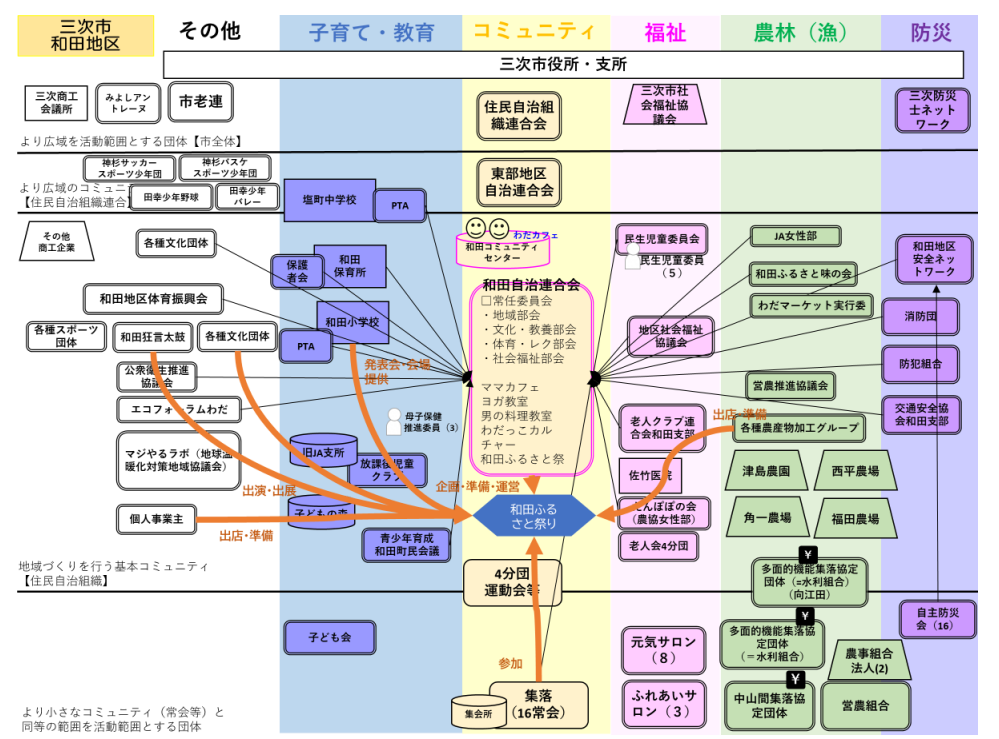 三次市
和田地区
その他
子育て・教育
コミュニティ
福祉
農林（漁）
防災
三次市役所・支所
三次商工
会議所
みよしアン
トレーヌ
市老連
住民自治組
織連合会
三次市社
会福祉協
議会
三次防災
士ネット
ワーク
より広域を活動範囲とする団体【市全体】
神杉サッカー
スポーツ少年団
神杉バスケ
スポーツ少年団
東部地区
自治連合会
より広域のコミュニ
【住民自治組織連合】
田幸少年野球
田幸少年
バレー
塩町中学校
PTA
その他
商工企業
各種文化団体
保護
者会
和田
保育所
わだカフェ
和田コミュニティ
センター
民生児童委員会
民生児童委員
（５）
JA女性部
和田地区
安全ネッ
トワーク
和田ふるさと味の会
和田地区体育振興会
和田自治連合会
□常任委員会
・地域部会
・文化・教養部会
・体育・レク部会
・社会福祉部会
わだマーケット実行委
消防団
各種スポーツ
団体
和田狂言太鼓
各種文化団体
和田小学校
PTA
地区社会福祉
協議会
防犯組合
発表会・会場
提供
公衆衛生推進
協議会
営農推進協議会
ママカフェ
ヨガ教室
男の料理教室
わだっこカル
チャー
和田ふるさと祭
エコフォーラムわだ
母子保健
推進委員（3）
老人クラブ連
合会和田支部
出店・準備
各種農産物加工グループ
交通安全協
会和田支部
マジやるラボ（地球温
暖化対策地域協議会）
旧JA支所
放課後児童
クラブ
佐竹医院
津島農園
西平農場
出演・出展
企画・準備・運営
個人事業主
出店・準備
子どもの森
和田ふる
さと祭り
たんぽぽの会
（農協女性部）
角一農場
福田農場
青少年育成
和田町民会議
老人会4分団
地域づくりを行う基本コミュニティ
【住民自治組織】
4分団
運動会等
¥
多面的機能集落協定
団体（=水利組合）
（向江田）
自主防災
会（16）
子ども会
元気サロン
（８）
¥
多面的機能集落協
定団体
（＝水利組合）
農事組合
法人(2)
参加
集会所
集落
（16常会）
ふれあいサ
ロン（３）
¥
中山間集落協
定団体
営農組合
より小さなコミュニティ（常会等）と
同等の範囲を活動範囲とする団体